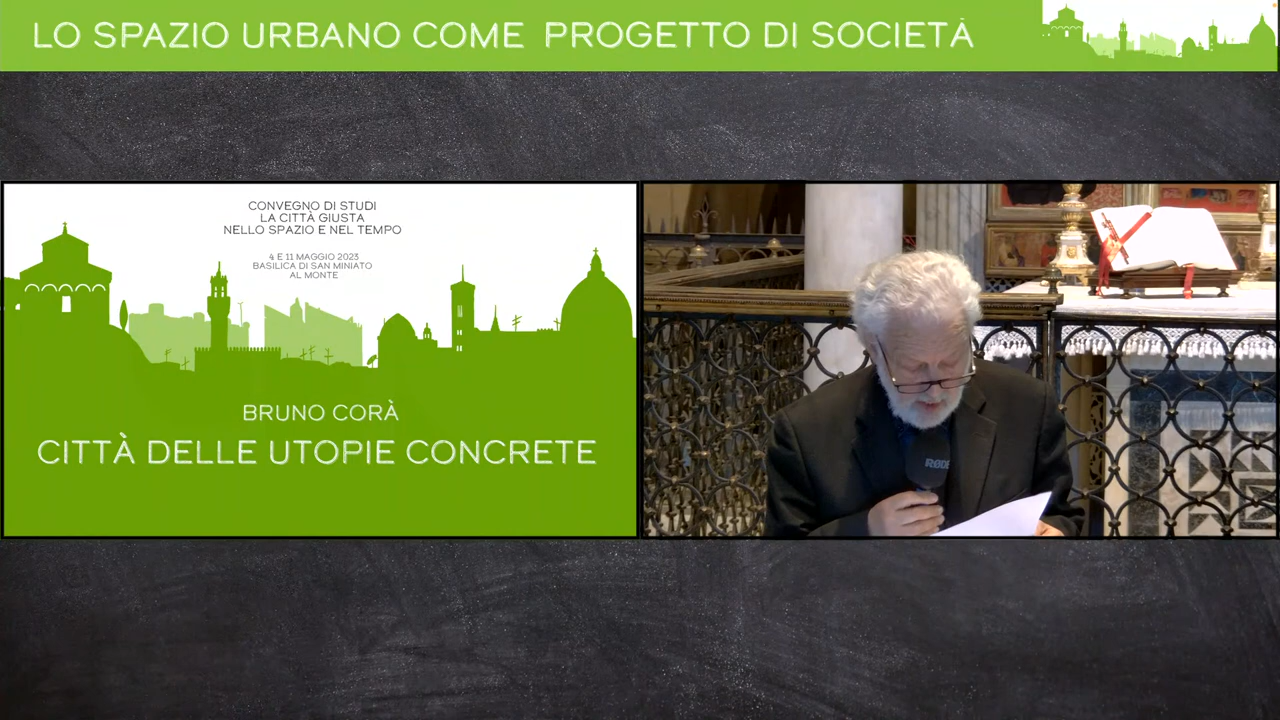 LO SPAZIO URBANO COME PROGETTO DI SOCIETÀ
CONVEGNO DI STUDI
LA CITTÀ GIUSTA
NELLO SPAZIO E NEL TEMPO
4 E 11 MAGGIO 2023
BASILICA DI SAN MINIATO
AL MONTE
BRUNO CORÀ
CITTÀ DELLE UTOPIE CONCRETE
RØDE